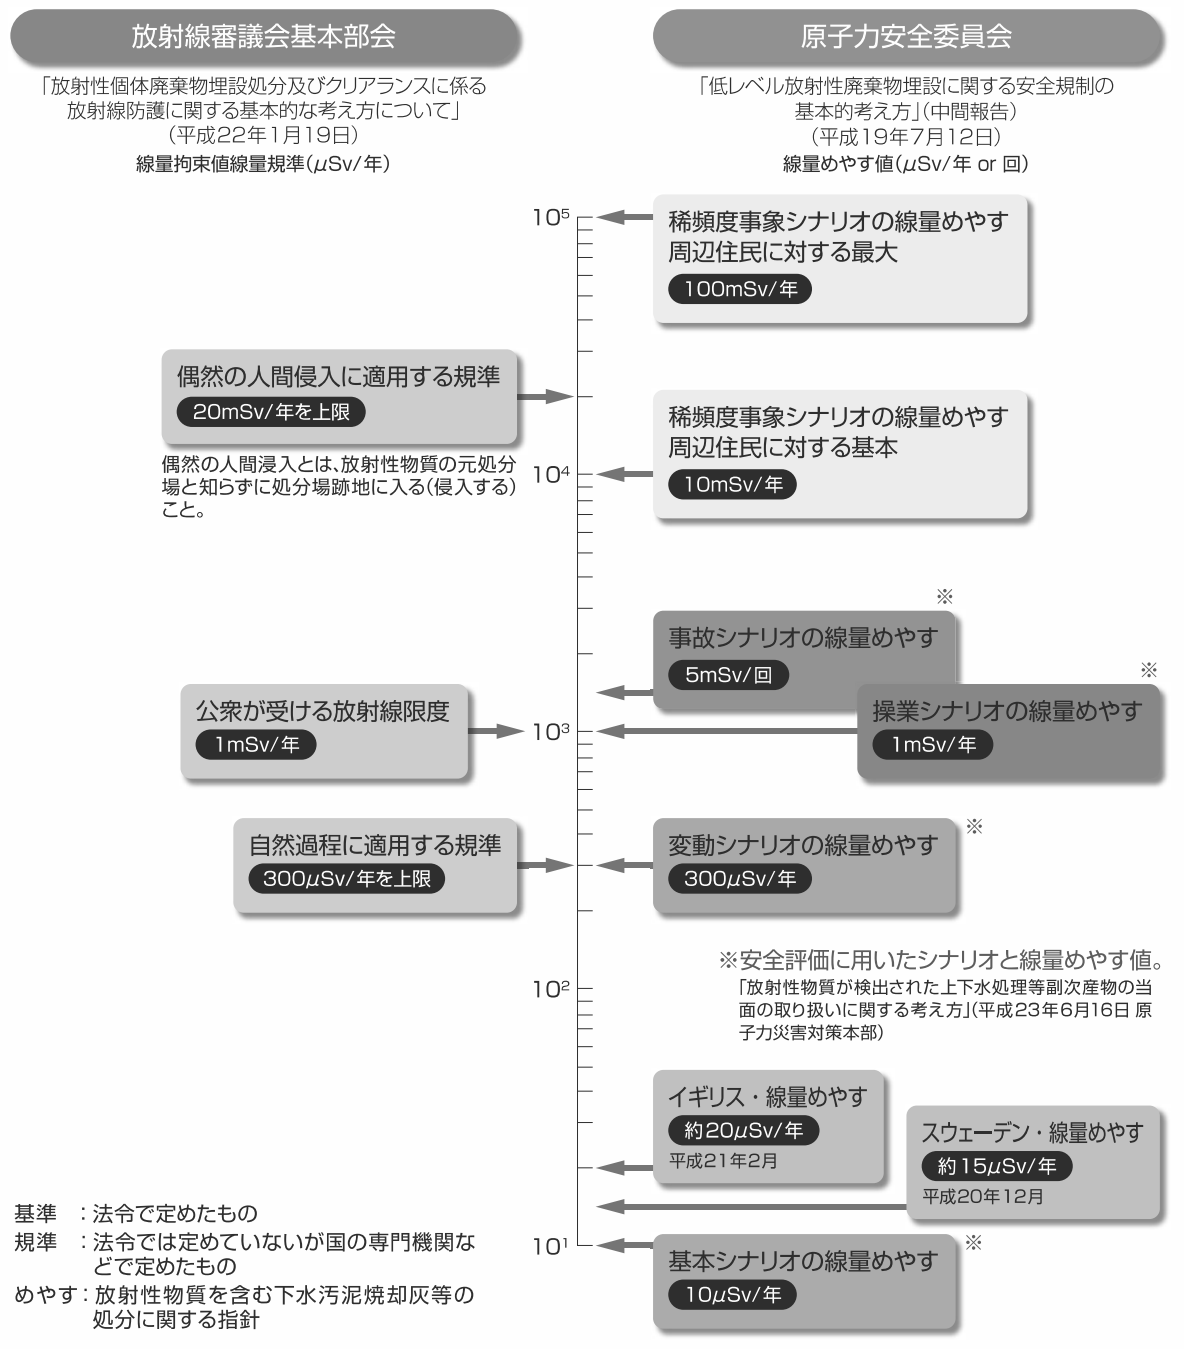 放射線審議会基本部会
「放射性個体廃棄物埋設処分及びクリアランスに係る
放射線防護に関する基本的な考え方について」
（平成22年1月19日）
線量拘束値線量規準（μSv/年）
原子力安全委員会
「低レベル放射性廃棄物埋設に関する安全規制の
基本的考え方」（中間報告）
（平成19年7月12日）
線量めやす値（μSv/年 or 回）
10⁵
稀頻度事象シナリオの線量めやす
周辺住民に対する最大
100mSv/年
偶然の人間侵入に適用する規準
20mSv/年を上限
偶然の人間浸入とは、放射性物質の元処分
場と知らずに処分場跡地に入る（侵入する）
こと。
10⁴
稀頻度事象シナリオの線量めやす
周辺住民に対する基本
10mSv/年
※
事故シナリオの線量めやす
5mSv/回
※
公衆が受ける放射線限度
1mSv/年
10³
操業シナリオの線量めやす
1mSv/年
自然過程に適用する規準
300μSv/年を上限
※
変動シナリオの線量めやす
300μSv/年
※安全評価に用いたシナリオと線量めやす値。
「放射性物質が検出された上下水処理等副次産物の当
面の取り扱いに関する考え方」（平成23年6月16日 原
子力災害対策本部）
10²
イギリス・線量めやす
約20μSv/年
平成21年2月
スウェーデン・線量めやす
約15μSv/年
平成20年12月
10¹
※
基本シナリオの線量めやす
10μSv/年
基準　：法令で定めたもの
規準　：法令では定めていないが国の専門機関な
どで定めたもの
めやす：放射性物質を含む下水汚泥焼却灰等の
処分に関する指針